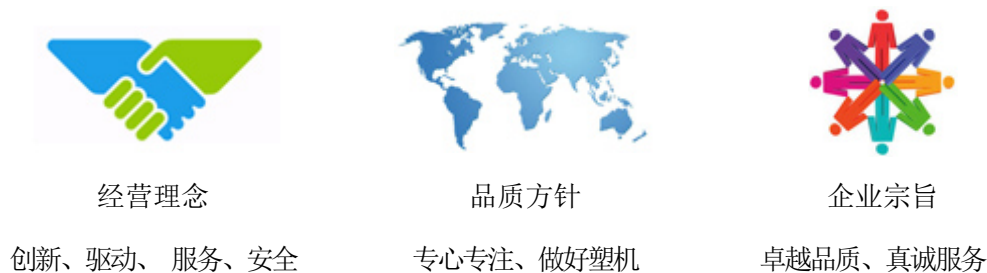 经营理念
品质方针
企业宗旨
创新、驱动、 服务、安全
专心专注、做好塑机
卓越品质、真诚服务